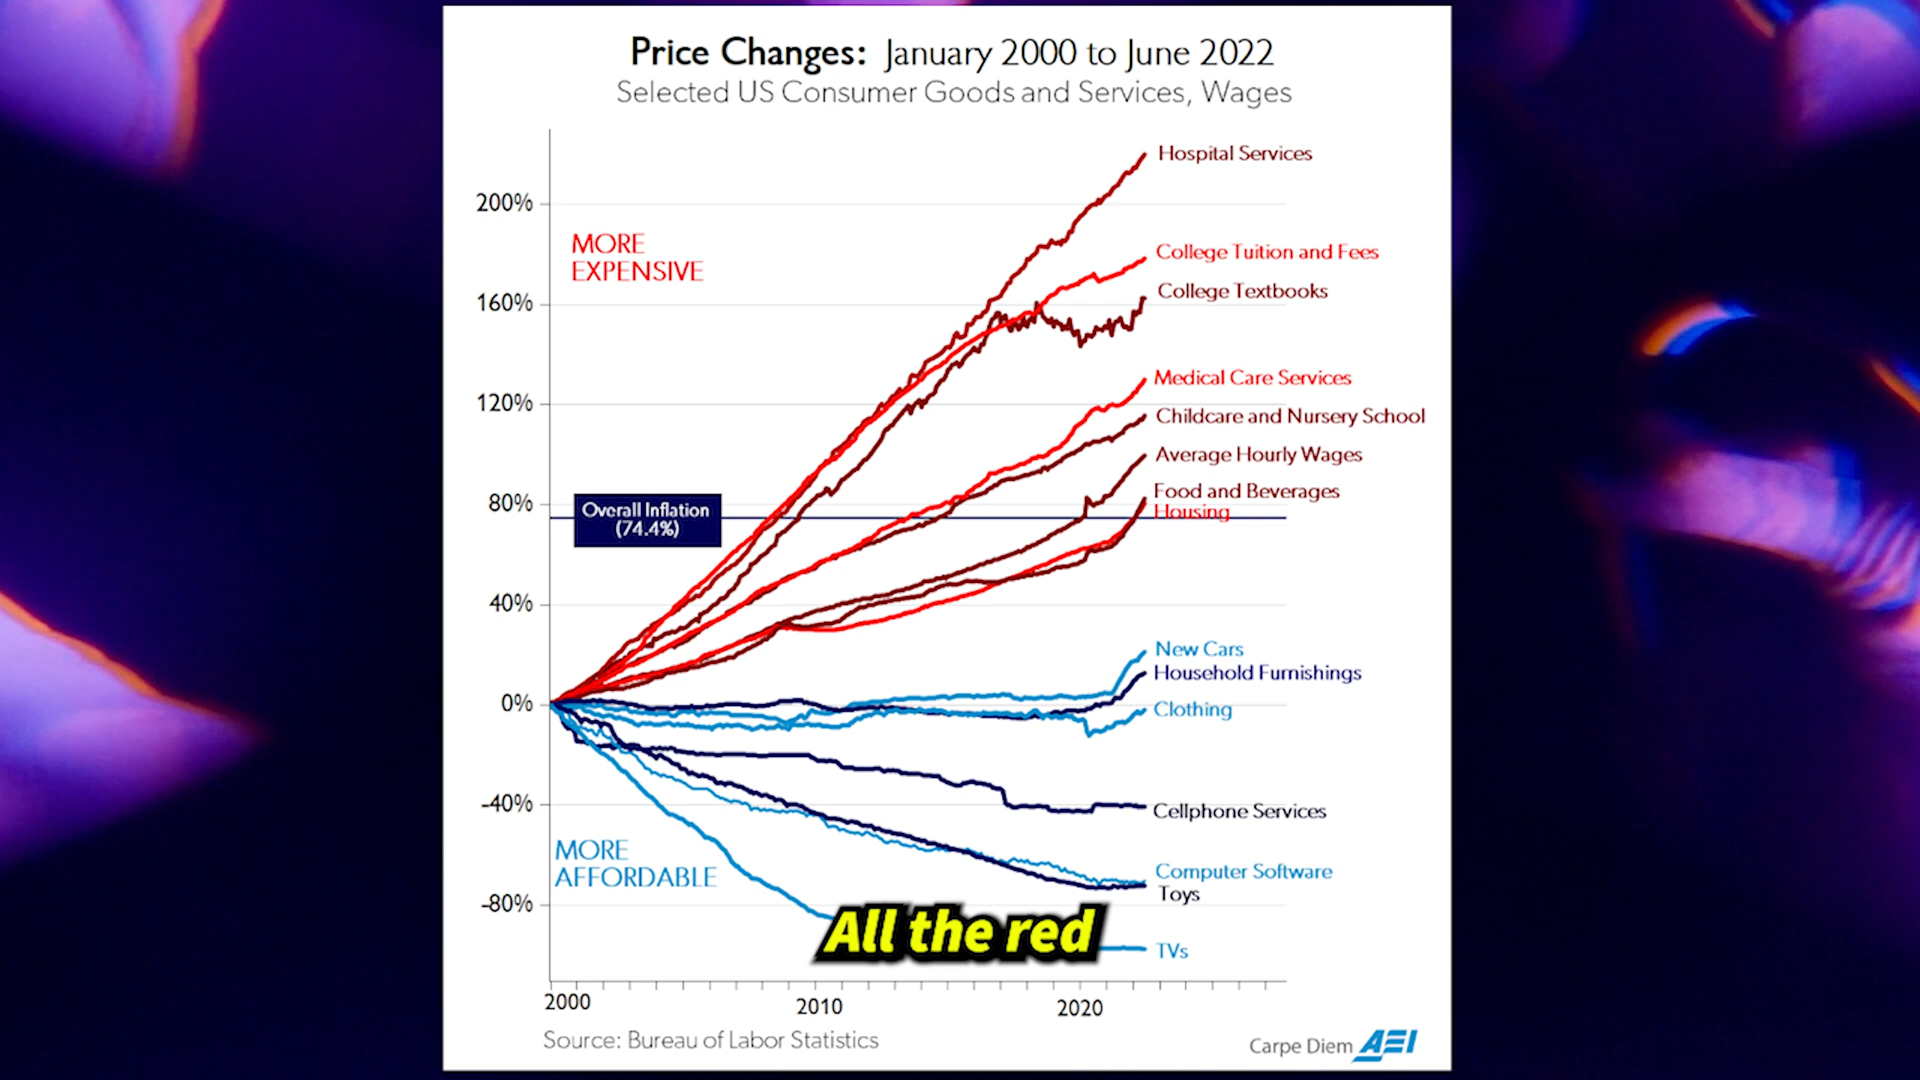 Price Changes: January 2000 to June 2022
Selected US Consumer Goods and Services, Wages
Hospital Services
200%
MORE
EXPENSIVE
College Tuition and Fees
College Textbooks
160%
Medical Care Services
120%
Childcare and Nursery School
Average Hourly Wages
Food and Beverages
80%
Housing
Overall Inflation
(74.4%)
40%
New Cars
Household Furnishings
0%
Clothing
-40%
Cellphone Services
MORE
AFFORDABLE
Computer Software
Toys
-80%
All the red
TVs
2000
2010
2020
Source: Bureau of Labor Statistics
Carpe Diem AEI